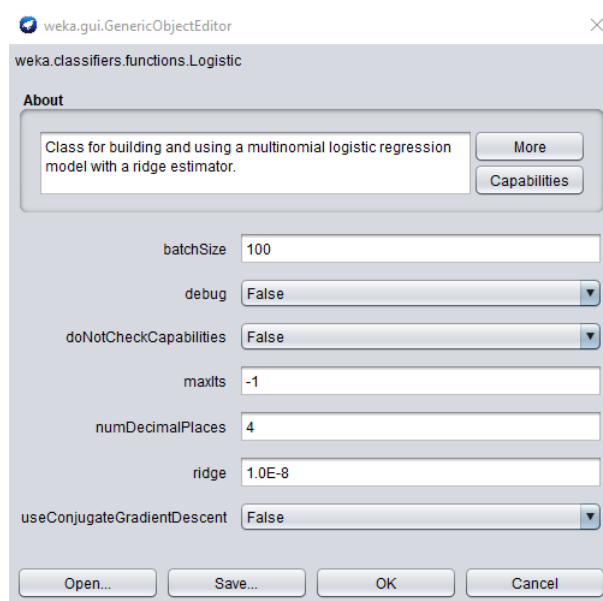 weka.gui.GenericObjectEditor
weka.classifiers.functions.Logistic
About
Class for building and using a multinomial logistic regression
model with a ridge estimator.
More
Capabilities
batchSize 100
debug False
doNotCheckCapabilities False
maxIts -1
numDecimalPlaces 4
ridge 1.0E-8
useConjugateGradientDescent False
Open... Save... OK Cancel